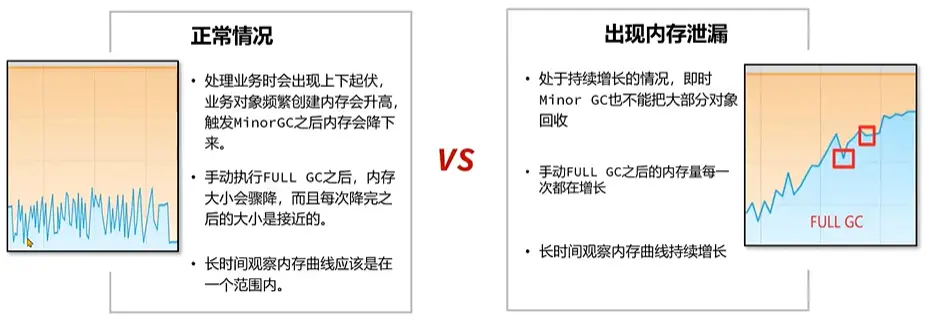 正常情况
处理业务时会出现上下起伏，
业务对象频繁创建内存会升高，
触发MinorGC之后内存会降下
来。
手动执行FULL GC之后，内存
大小会骤降，而且每次降完之
后的大小是接近的。
长时间观察内存曲线应该是在
一个范围内。
VS
出现内存泄漏
处于持续增长的情况，即时
Minor GC也不能把大部分对象
回收
手动FULL GC之后的内存量每一
次都在增长
长时间观察内存曲线持续增长
FULL GC